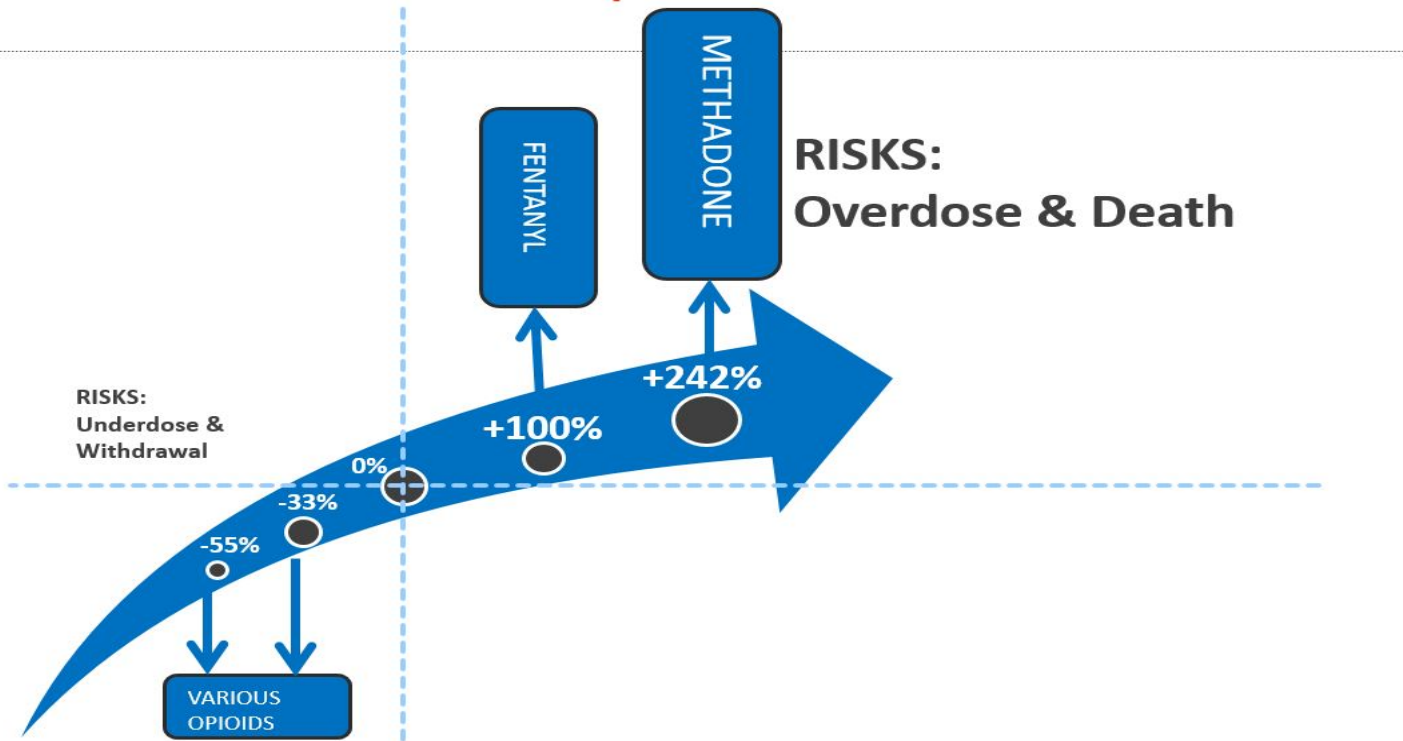 METHADONE
FENTANYL
RISKS:
Overdose & Death
+242%
+100%
RISKS:
Underdose &
Withdrawal
0%
-33%
-55%
VARIOUS
OPIOIDS